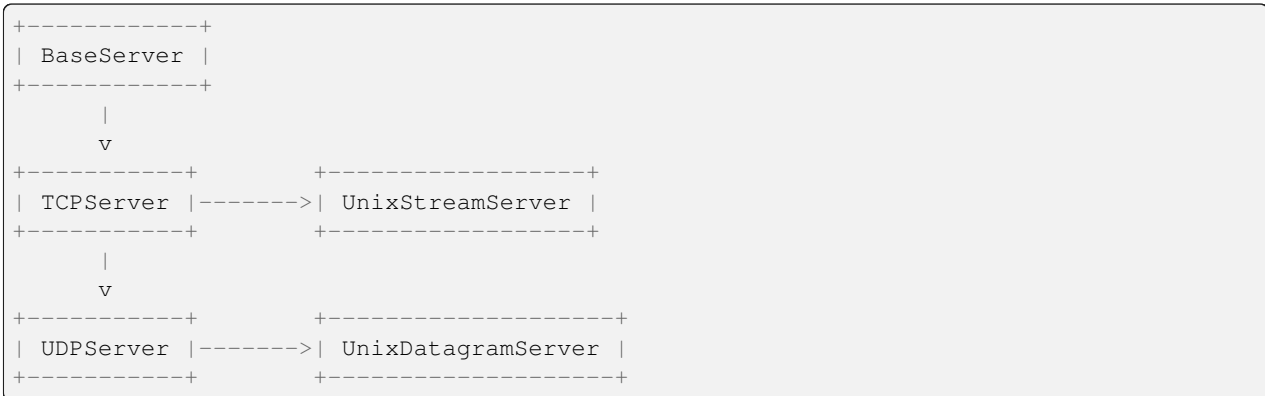 +------------+
| BaseServer |
+------------+
      |
      v
+-----------+        +------------------+
| TCPServer |------->| UnixStreamServer |
+-----------+        +------------------+
      |
      v
+-----------+        +--------------------+
| UDPServer |------->| UnixDatagramServer |
+-----------+        +--------------------+